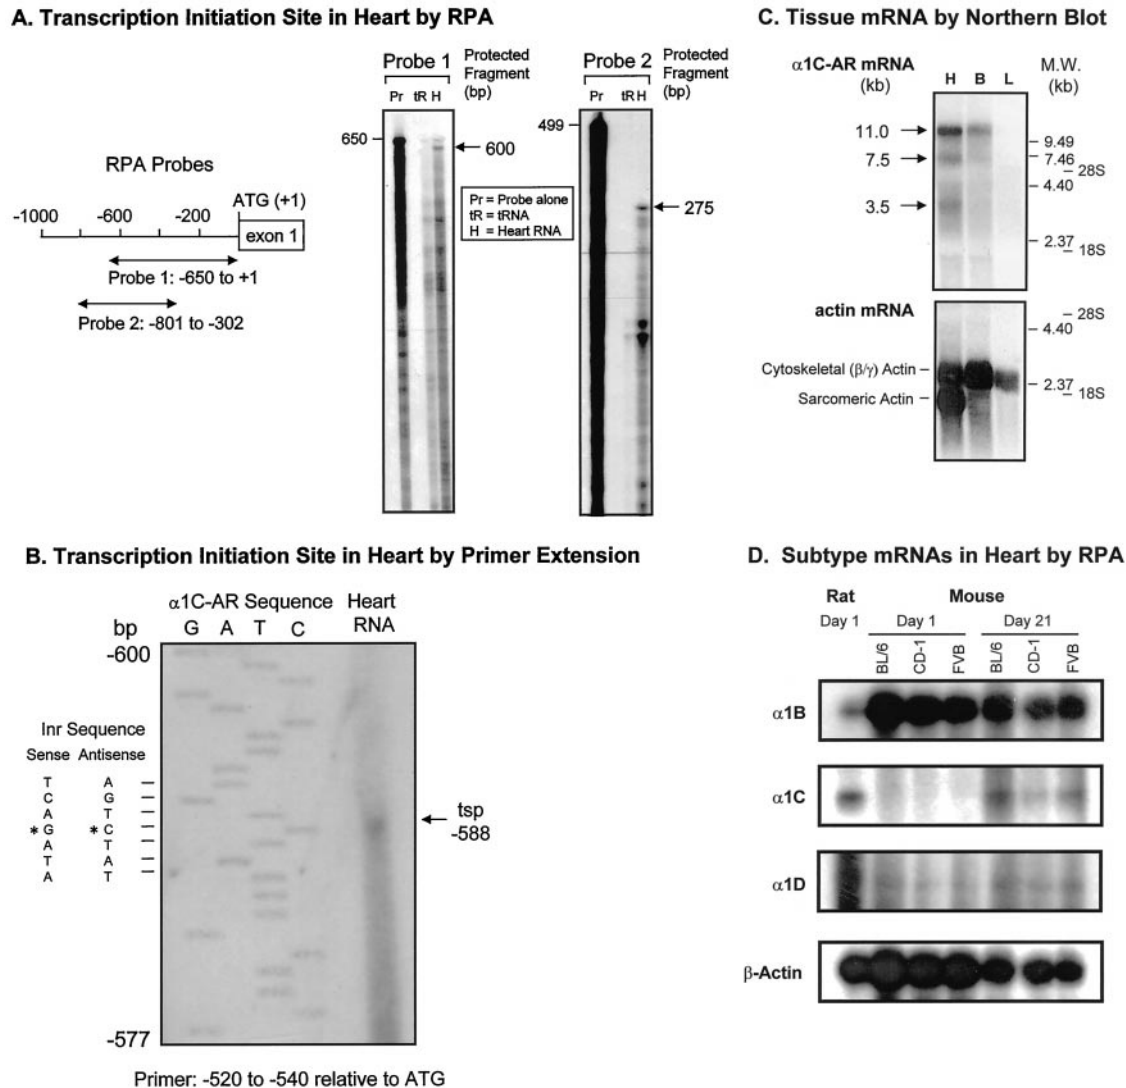 A. Transcription Initiation Site in Heart by RPA
RPA Probes
ATG (+1)
-1000 -600 -200
exon 1
Probe 1: -650 to +1
Probe 2: -801 to -302
Probe 1
Protected
Fragment
(bp)
Pr tR H
650
600
Pr = Probe alone
tR = tRNA
H = Heart RNA
Probe 2
Protected
Fragment
(bp)
Pr tR H
499
275
B. Transcription Initiation Site in Heart by Primer Extension
α1C-AR Sequence
Heart
RNA
bp
G A T C
-600
Inr Sequence
Sense Antisense
T A
C G
A T
* G * C
A T
T A
A T
tsp
-588
-577
Primer: -520 to -540 relative to ATG
C. Tissue mRNA by Northern Blot
α1C-AR mRNA
(kb)
H B L
M.W.
(kb)
11.0
7.5
3.5
9.49
7.46
28S
4.40
2.37
18S
actin mRNA
28S
4.40
Cytoskeletal (β/γ) Actin
2.37
18S
Sarcomeric Actin
D. Subtype mRNAs in Heart by RPA
Rat Mouse
Day 1 Day 1 Day 21
BL/6 CD-1 FVB BL/6 CD-1 FVB
α1B
α1C
α1D
β-Actin